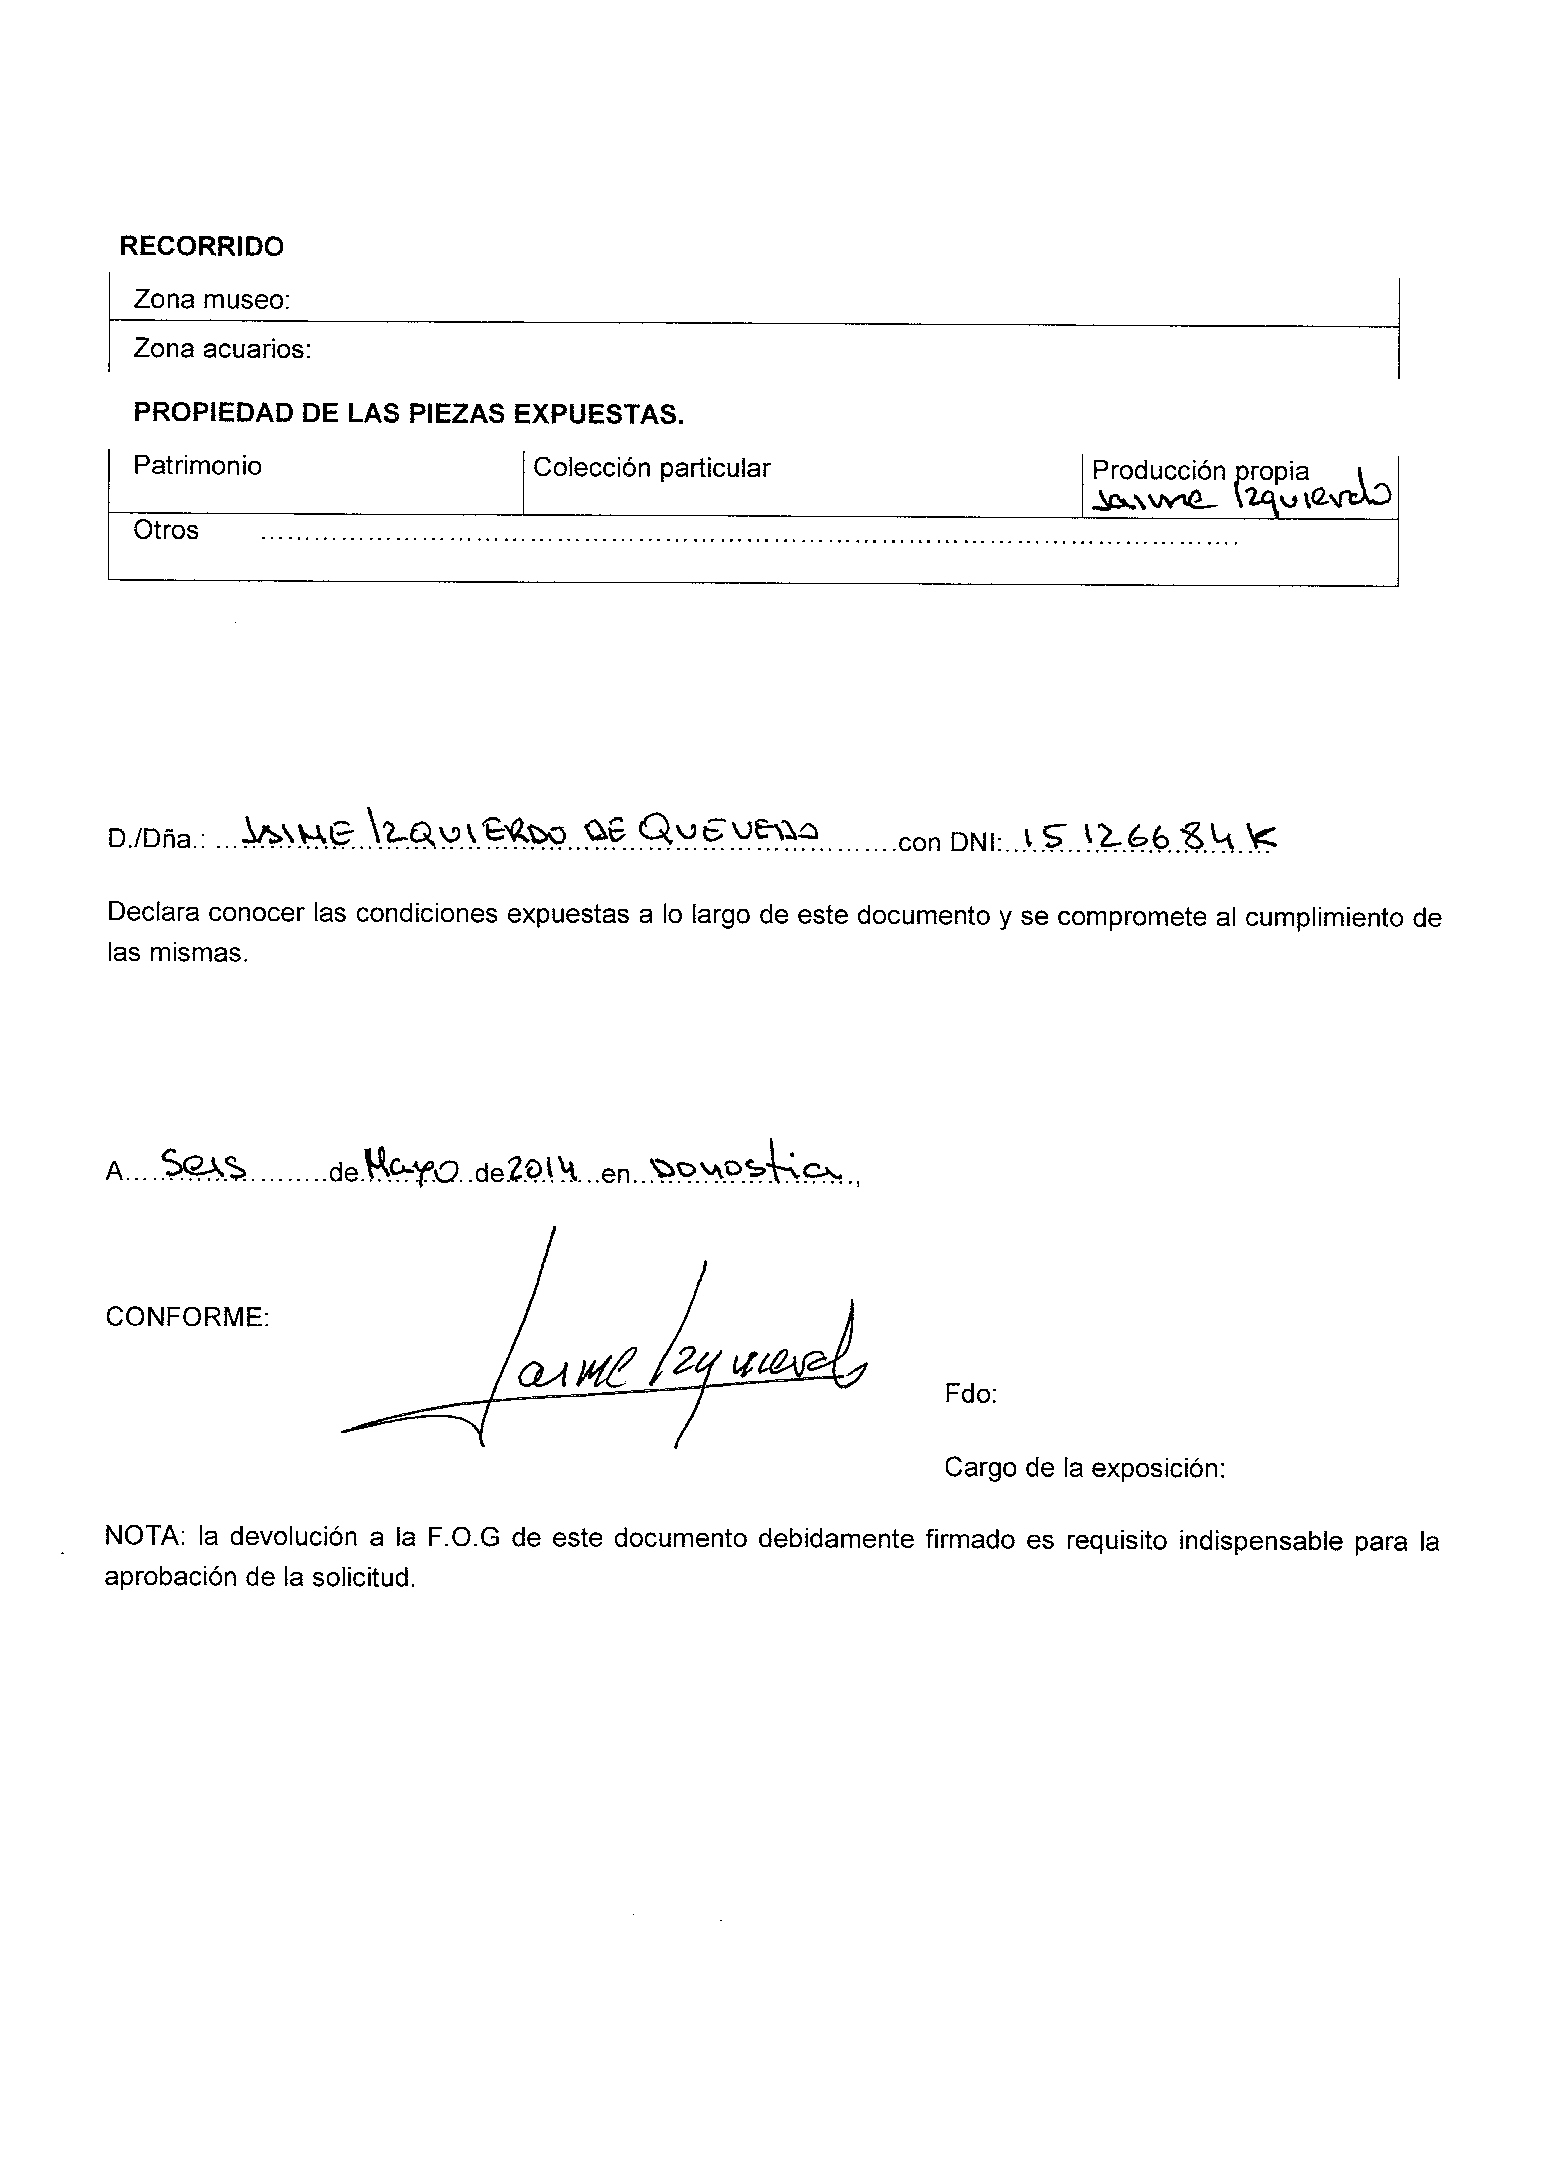 RECORRIDO
Zona museo:
Zona acuarios:
PROPIEDAD DE LAS PIEZAS EXPUESTAS.
Patrimonio Colección particular Producción propia
Jaime Izquierdo
Otros ........................................................................................................
D./Dña.: ...JAIME IZQUIERDO DE QUEVEDO.........con DNI:..15126684K
Declara conocer las condiciones expuestas a lo largo de este documento y se compromete al cumplimiento de
las mismas.
A....Seis.........de.Mayo..de2014...en...Donostia..,
CONFORME:
Jaime Izquierdo
Fdo:
Cargo de la exposición:
NOTA: la devolución a la F.O.G de este documento debidamente firmado es requisito indispensable para la
aprobación de la solicitud.